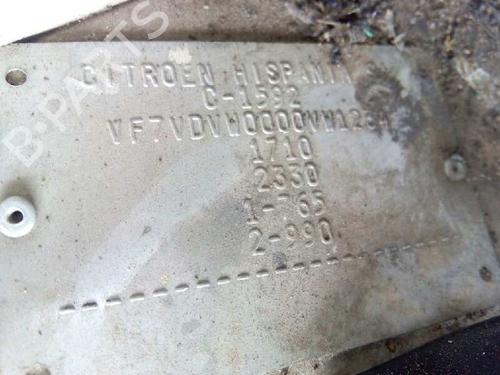 CITROEN HISPANIA
C-1592
1710
2330
1-765
2-990
B-PARTS